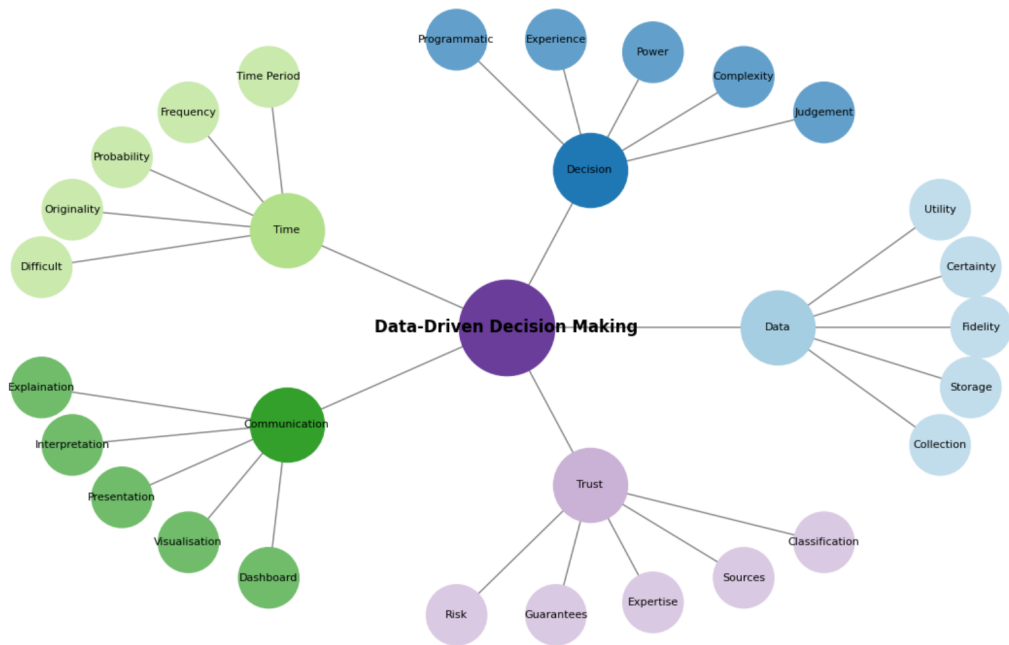 Programmatic
Experience
Power
Complexity
Judgement
Decision
Time Period
Frequency
Probability
Originality
Difficult
Time
Data-Driven Decision Making
Utility
Certainty
Fidelity
Storage
Collection
Data
Explaination
Interpretation
Presentation
Visualisation
Dashboard
Communication
Trust
Risk
Guarantees
Expertise
Sources
Classification